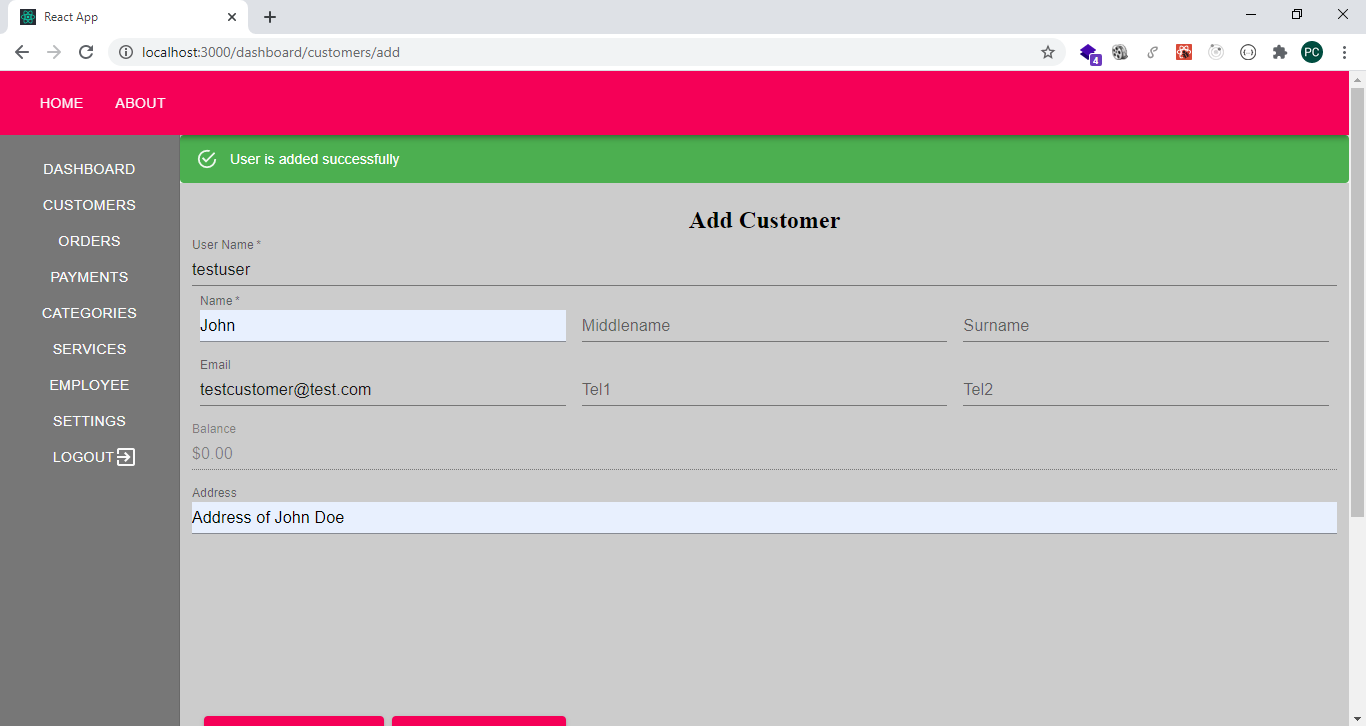 React App
localhost:3000/dashboard/customers/add
4
PC
HOME ABOUT
DASHBOARD
CUSTOMERS
ORDERS
PAYMENTS
CATEGORIES
SERVICES
EMPLOYEE
SETTINGS
LOGOUT
User is added successfully
Add Customer
User Name *
testuser
Name *
John Middlename Surname
Email
testcustomer@test.com Tel1 Tel2
Balance
$0.00
Address
Address of John Doe